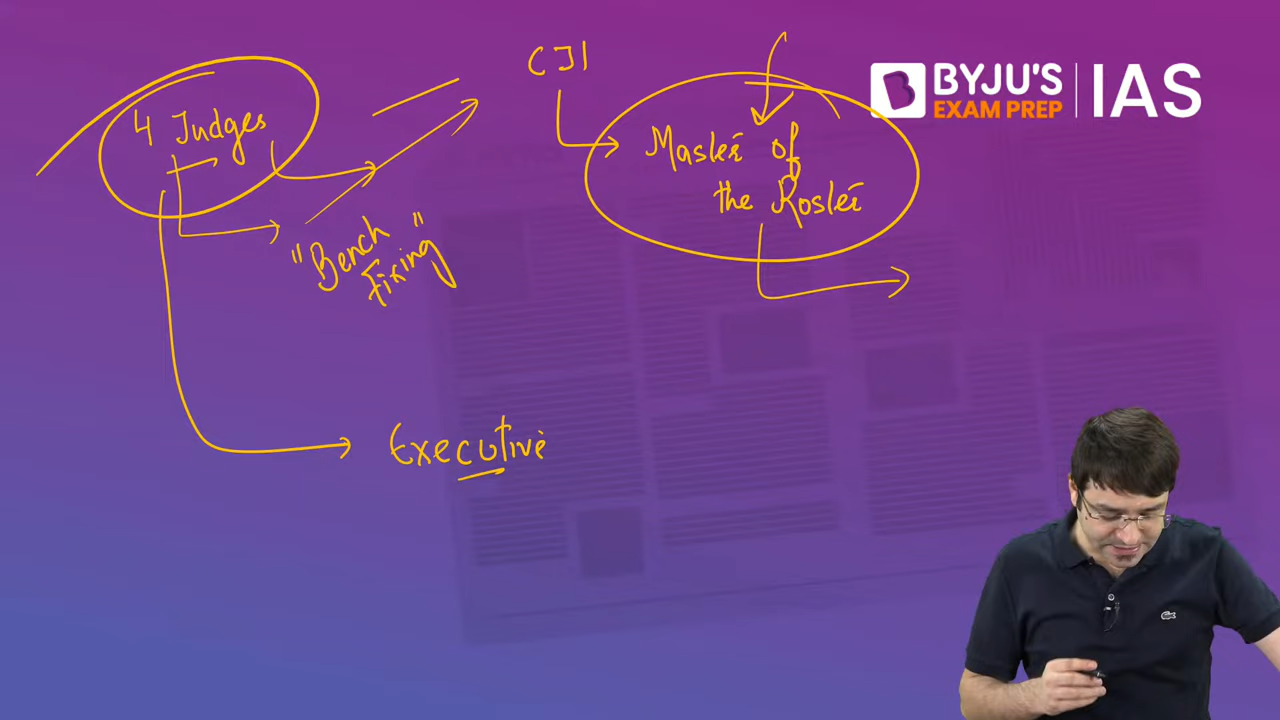 4 Judges
"Bench
Fixing"
CJI
Master of
the Roster
Executive
BYJU'S
EXAM PREP
IAS